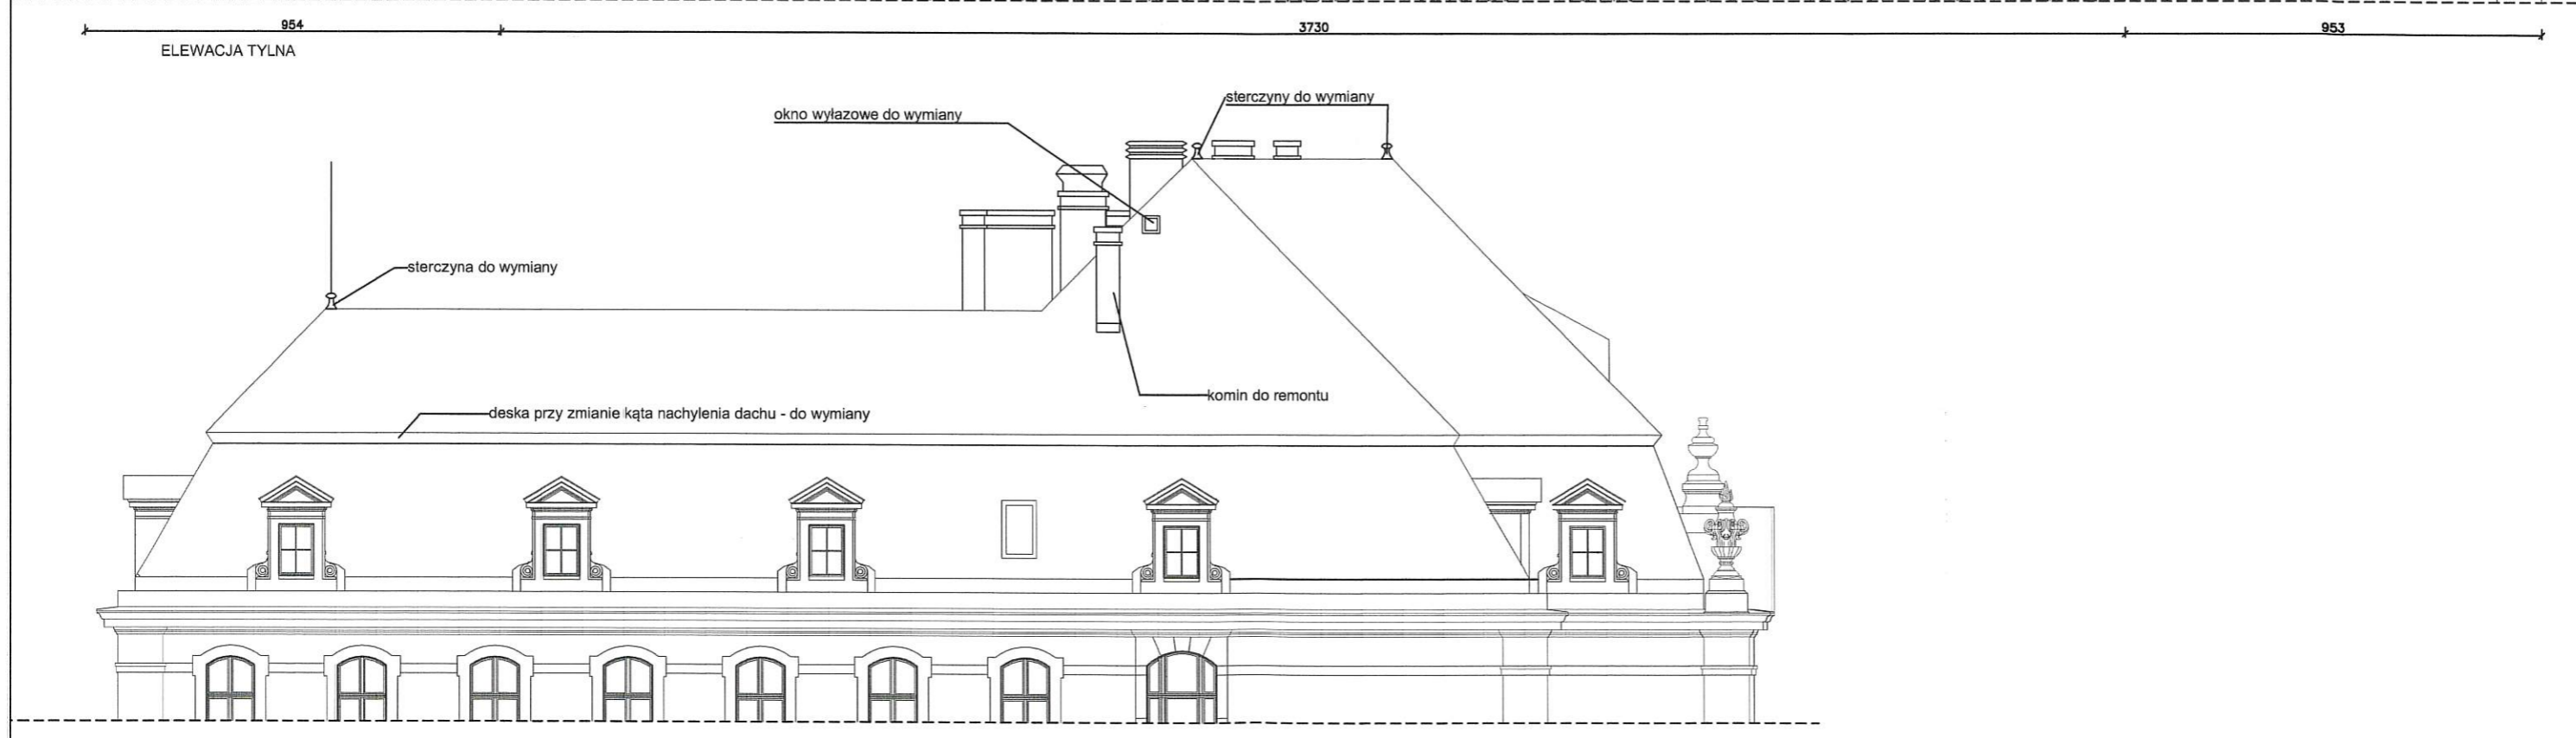 954
3730
953
ELEWACJA TYLNA
sterczyny do wymiany
okno wyłazowe do wymiany
sterczyna do wymiany
komin do remontu
deska przy zmianie kąta nachylenia dachu - do wymiany